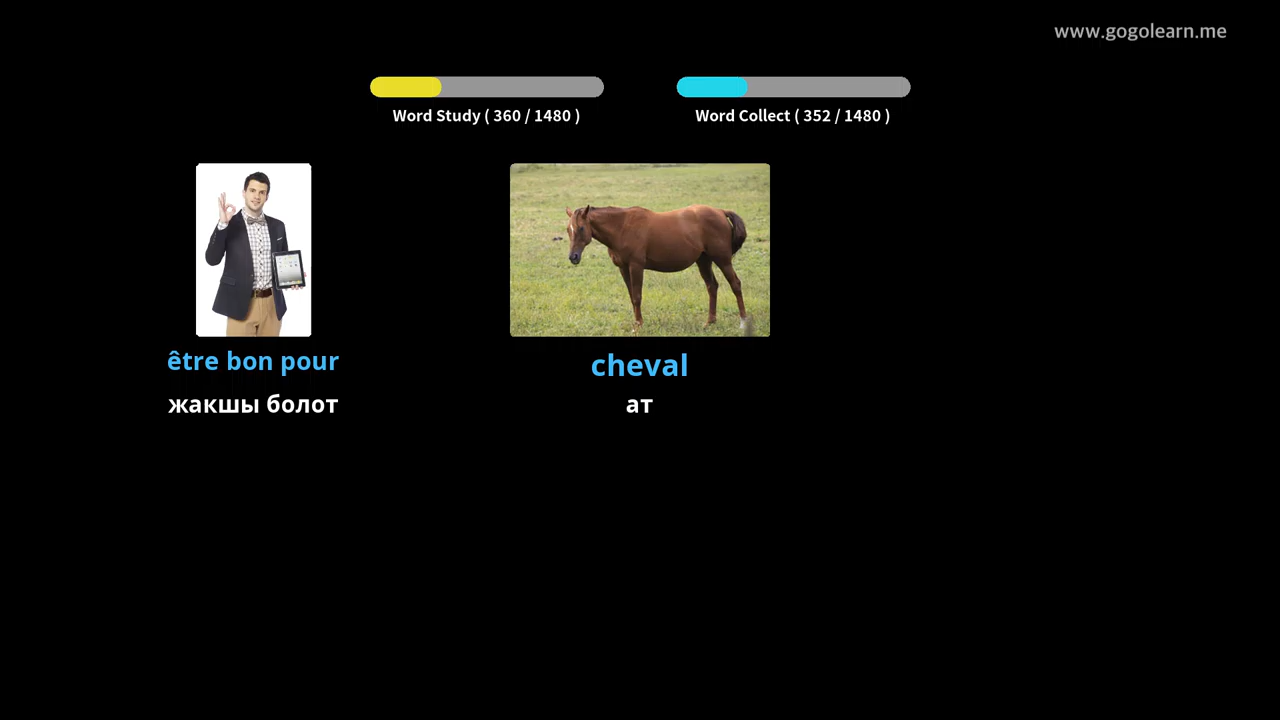 www.gogolearn.me
Word Study ( 360 / 1480 )
Word Collect ( 352 / 1480 )
être bon pour
cheval
жакшы болот
ат